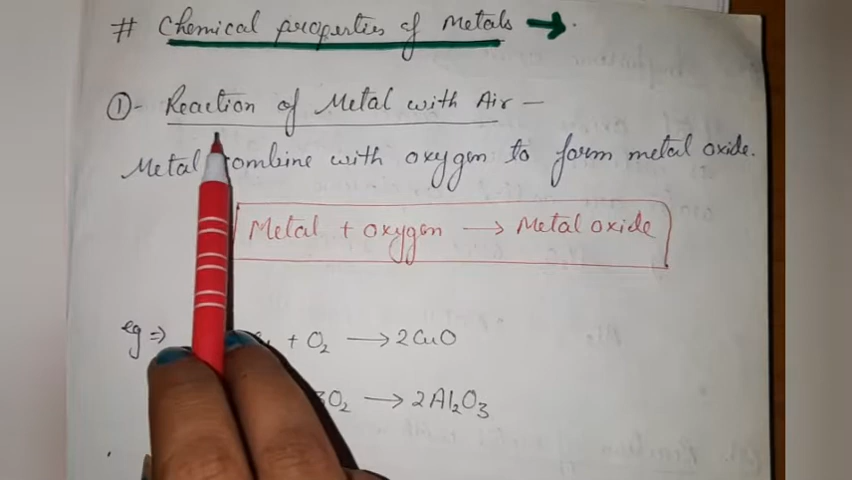 # Chemical properties of Metals →
① - Reaction of Metal with Air —
Metal combine with oxygen to form metal oxide.
Metal + oxygen → Metal oxide
eg ⇒ + O₂ → 2CuO
3O₂ → 2Al₂O₃